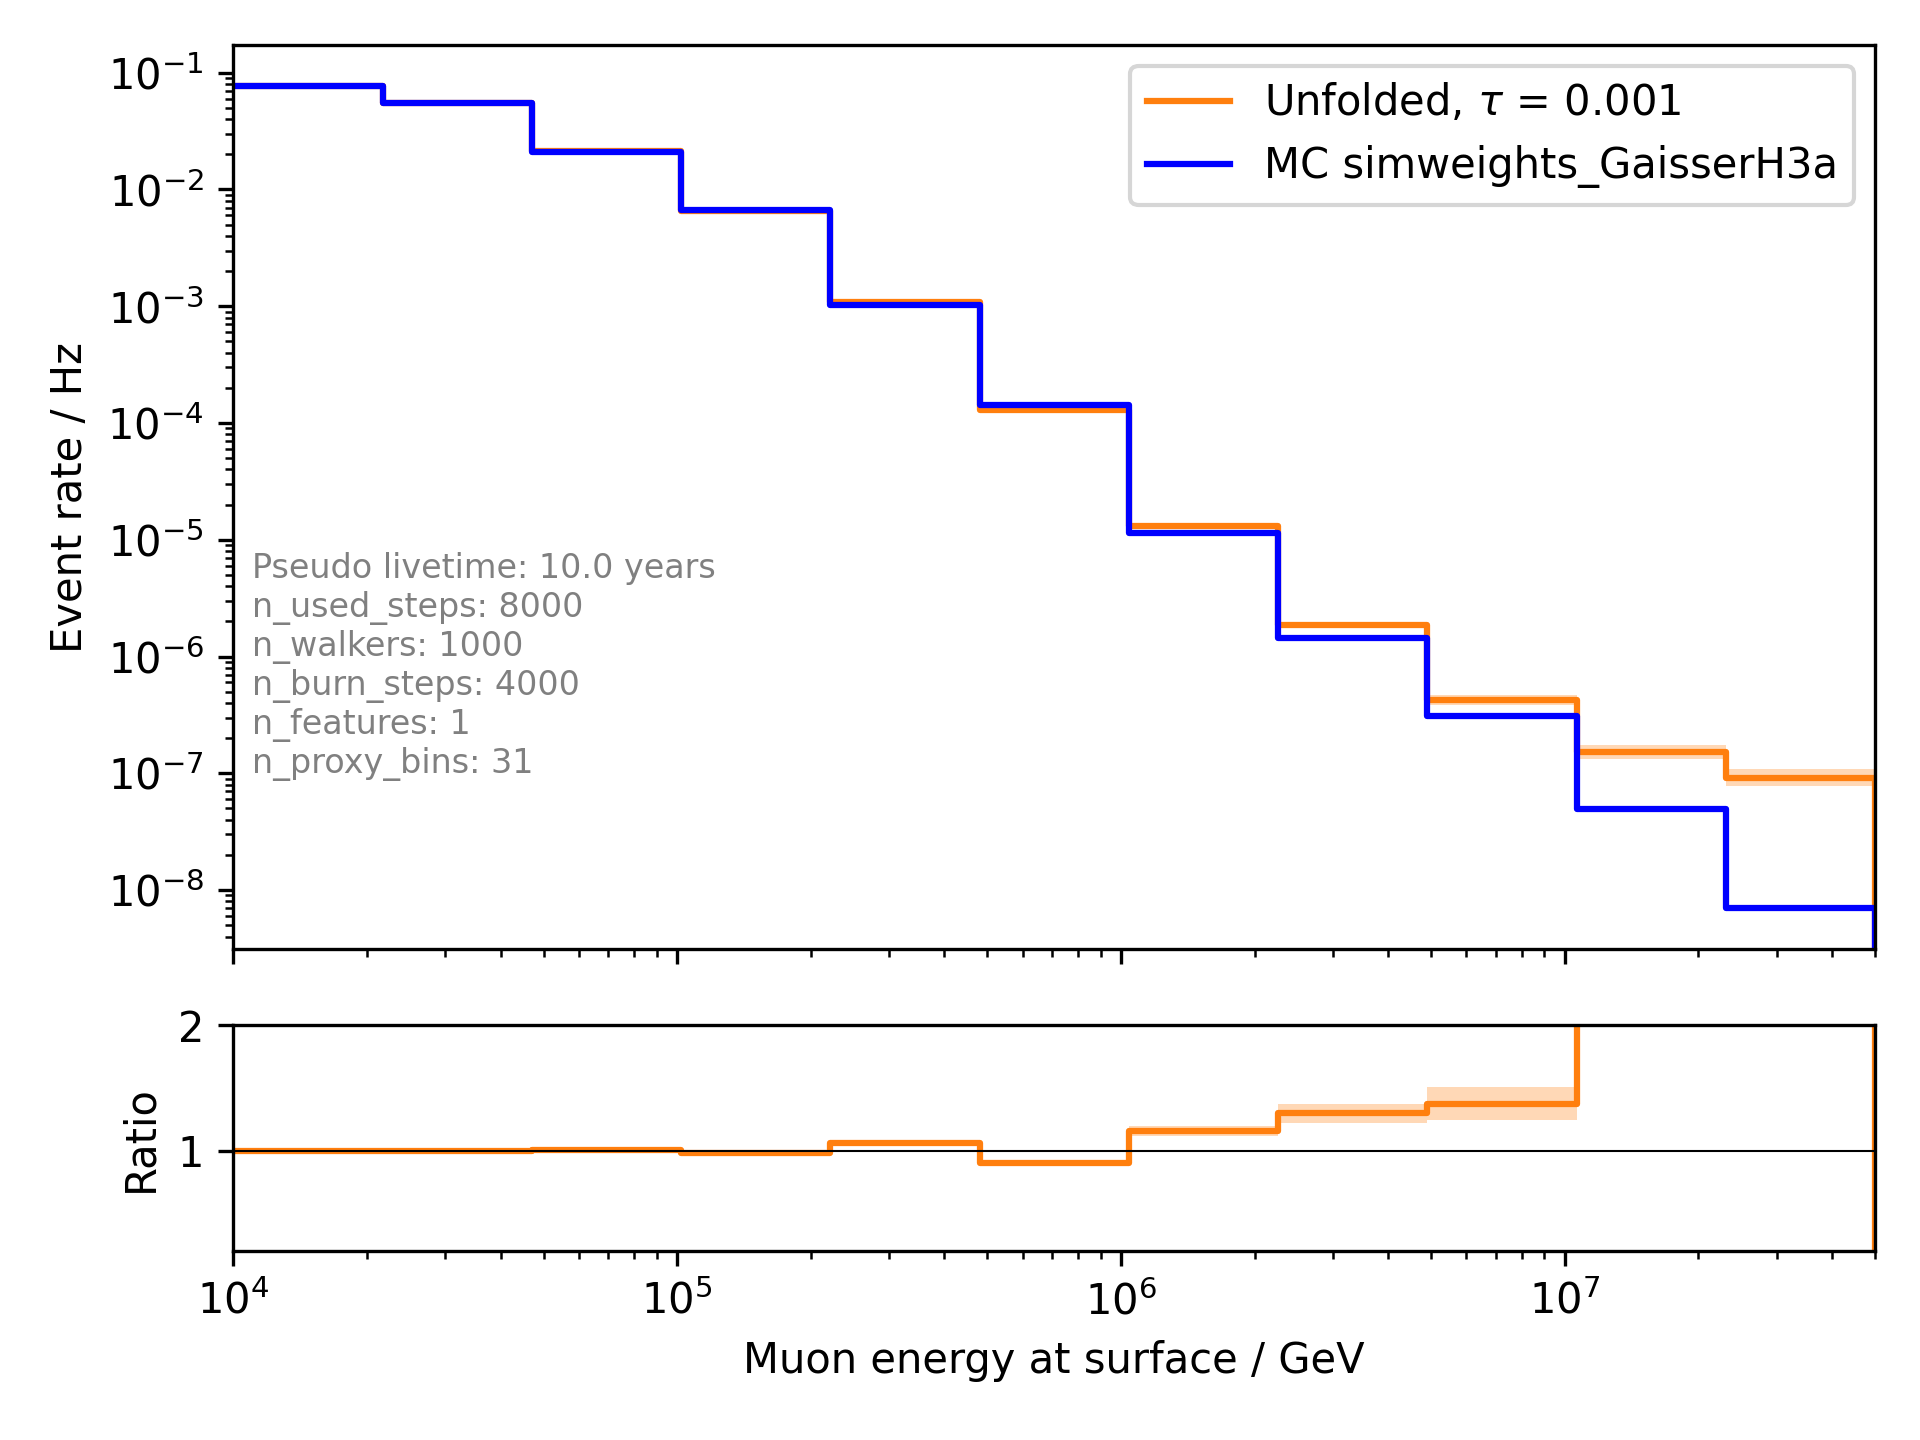 Unfolded, τ = 0.001
MC simweights_GaisserH3a
10⁻¹
10⁻²
10⁻³
10⁻⁴
10⁻⁵
10⁻⁶
10⁻⁷
10⁻⁸
Event rate / Hz
Pseudo livetime: 10.0 years
n_used_steps: 8000
n_walkers: 1000
n_burn_steps: 4000
n_features: 1
n_proxy_bins: 31
2
1
Ratio
10⁴ 10⁵ 10⁶ 10⁷
Muon energy at surface / GeV